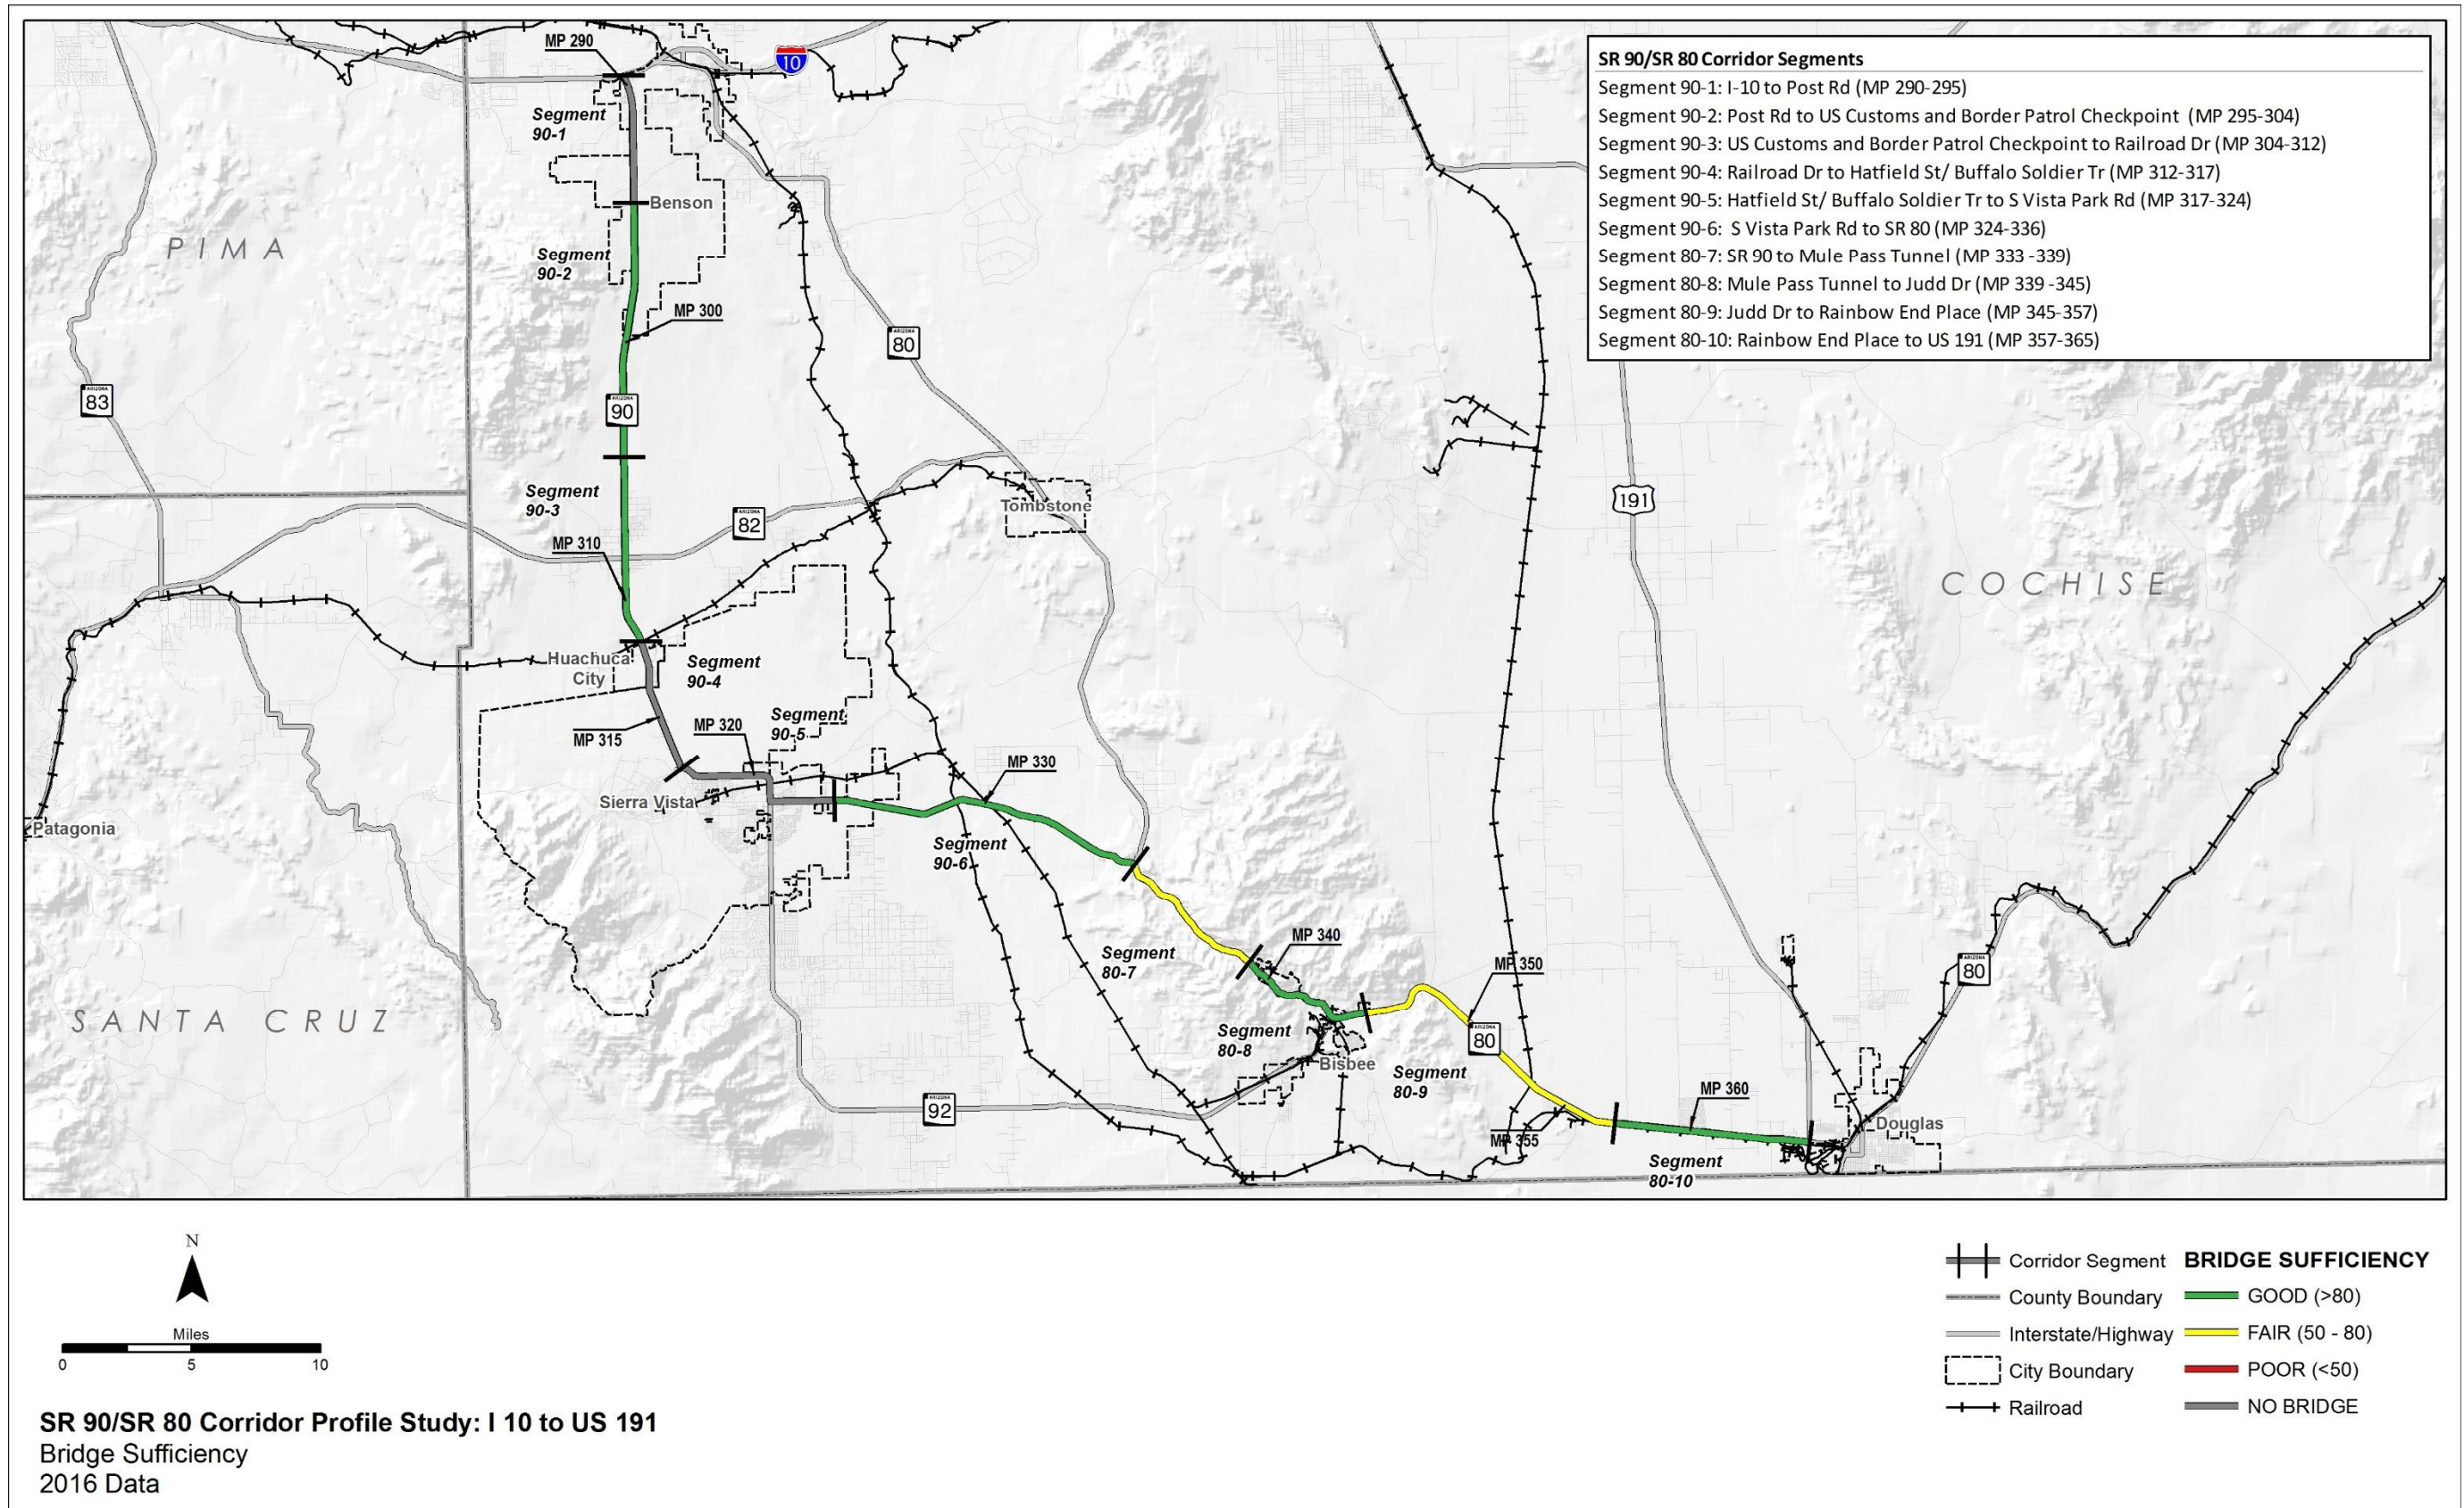 MP 290
10
Segment
90-1
Benson
PIMA
Segment
90-2
MP 300
80
90
83
Segment
90-3
Tombstone
82
191
MP 310
COCHISE
Huachuca
City
Segment
90-4
Segment
90-5
MP 320
MP 315
MP 330
Sierra Vista
Patagonia
Segment
90-6
MP 340
Segment
80-7
MP 350
80
SANTA CRUZ
Segment
80-8
80
Bisbee
Segment
80-9
MP 360
92
Douglas
MP 355
Segment
80-10
SR 90/SR 80 Corridor Segments
Segment 90-1: I-10 to Post Rd (MP 290-295)
Segment 90-2: Post Rd to US Customs and Border Patrol Checkpoint (MP 295-304)
Segment 90-3: US Customs and Border Patrol Checkpoint to Railroad Dr (MP 304-312)
Segment 90-4: Railroad Dr to Hatfield St/ Buffalo Soldier Tr (MP 312-317)
Segment 90-5: Hatfield St/ Buffalo Soldier Tr to S Vista Park Rd (MP 317-324)
Segment 90-6: S Vista Park Rd to SR 80 (MP 324-336)
Segment 80-7: SR 90 to Mule Pass Tunnel (MP 333 -339)
Segment 80-8: Mule Pass Tunnel to Judd Dr (MP 339 -345)
Segment 80-9: Judd Dr to Rainbow End Place (MP 345-357)
Segment 80-10: Rainbow End Place to US 191 (MP 357-365)
N
Miles
0 5 10
SR 90/SR 80 Corridor Profile Study: I 10 to US 191
Bridge Sufficiency
2016 Data
Corridor Segment
County Boundary
Interstate/Highway
City Boundary
Railroad
BRIDGE SUFFICIENCY
GOOD (>80)
FAIR (50 - 80)
POOR (<50)
NO BRIDGE